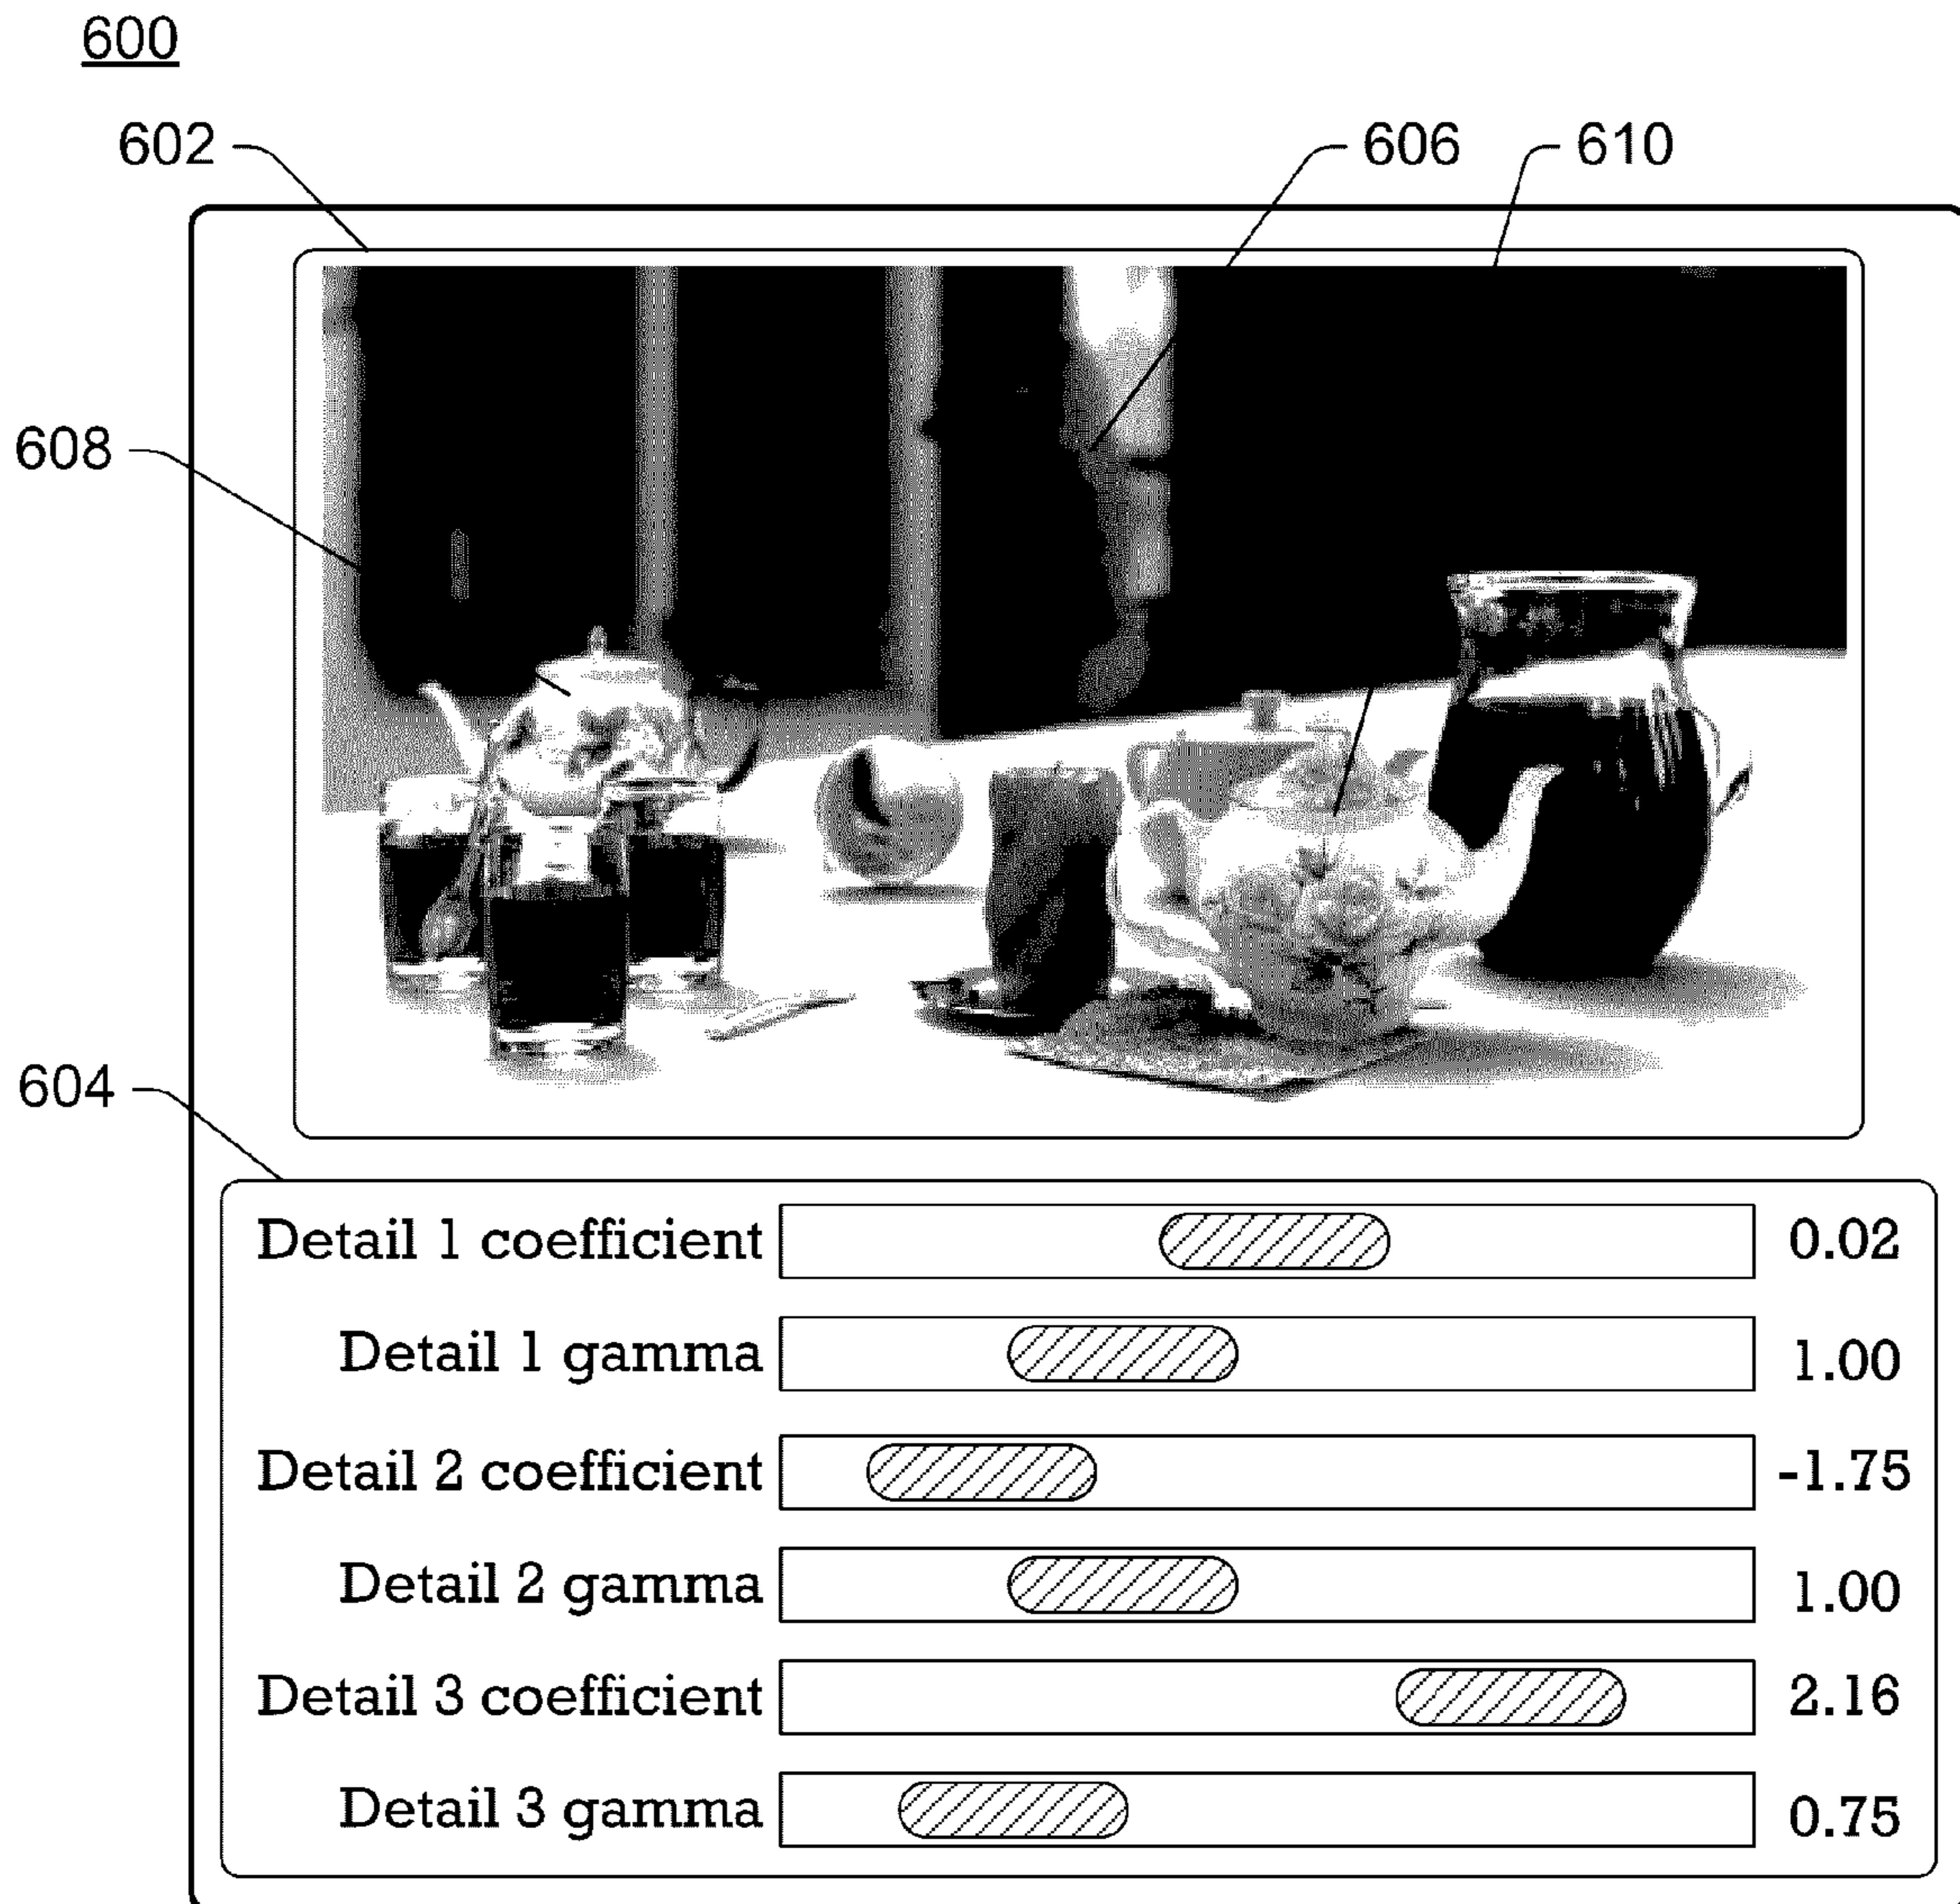 600
602
606
610
608
604
Detail 1 coefficient 0.02
Detail 1 gamma 1.00
Detail 2 coefficient -1.75
Detail 2 gamma 1.00
Detail 3 coefficient 2.16
Detail 3 gamma 0.75